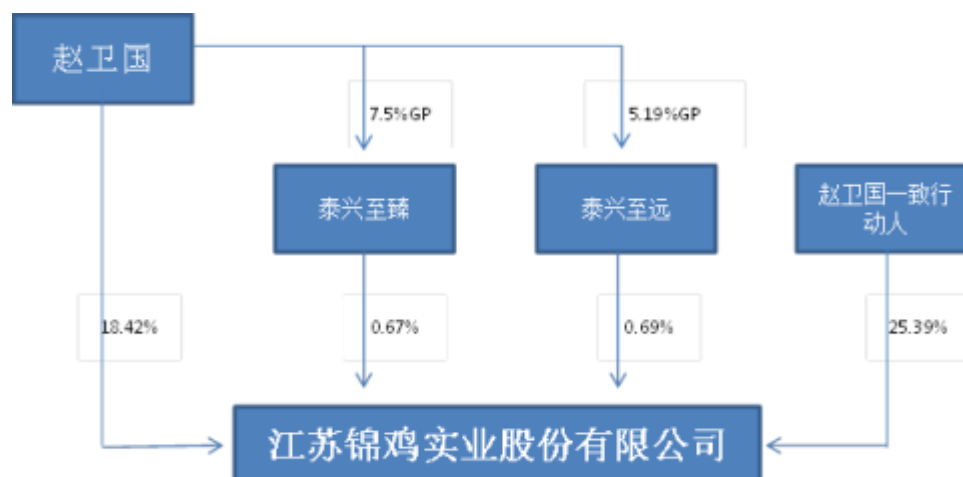 赵卫国
7.5%GP
5.19%GP
泰兴至臻
泰兴至远
赵卫国一致行
动人
18.42%
0.67%
0.69%
25.39%
江苏锦鸡实业股份有限公司